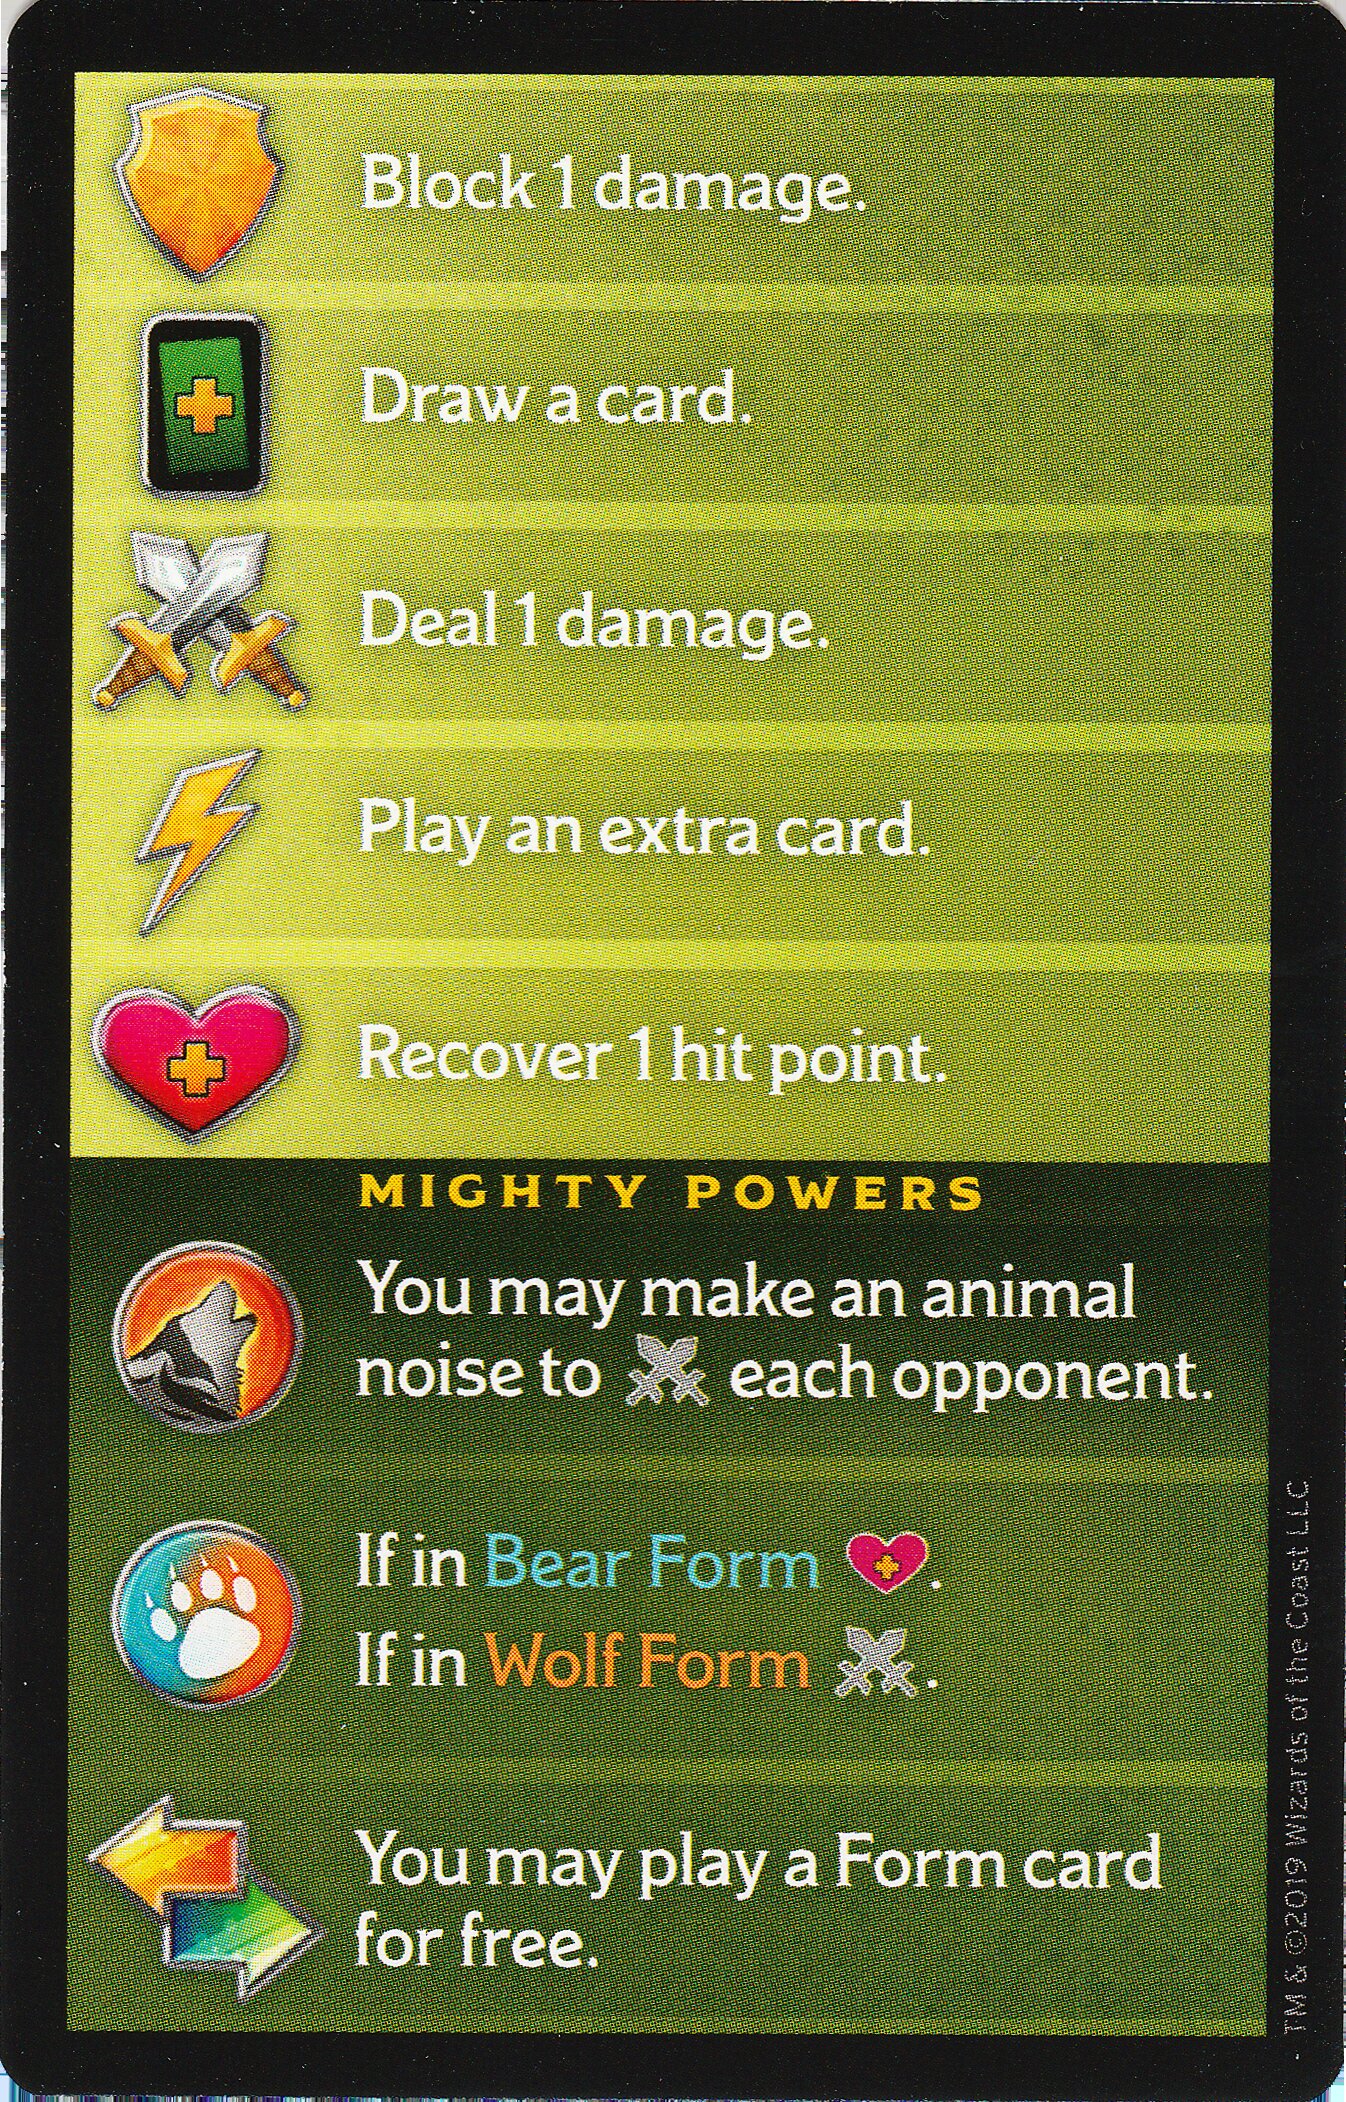 Block 1 damage.
Draw a card.
Deal 1 damage.
Play an extra card.
Recover 1 hit point.
MIGHTY POWERS
You may make an animal
noise to each opponent.
If in Bear Form .
If in Wolf Form .
You may play a Form card
for free.
TM & ©2019 Wizards of the Coast LLC